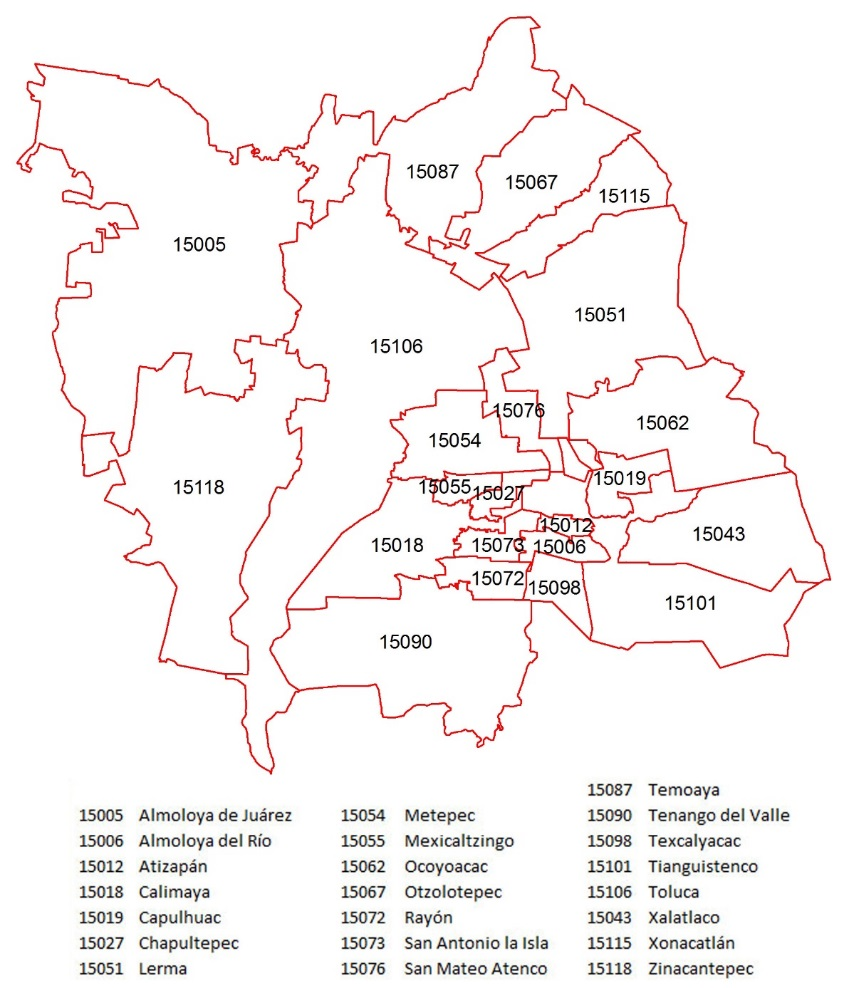 15087
15067
15115
15005
15051
15106
15076
15062
15054
15019
15055
15027
15118
15012
15043
15018
15073
15006
15072
15098
15101
15090
15005 Almoloya de Juárez
15006 Almoloya del Río
15012 Atizapán
15018 Calimaya
15019 Capulhuac
15027 Chapultepec
15051 Lerma
15054 Metepec
15055 Mexicaltzingo
15062 Ocoyoacac
15067 Otzolotepec
15072 Rayón
15073 San Antonio la Isla
15076 San Mateo Atenco
15087 Temoaya
15090 Tenango del Valle
15098 Texcalyacac
15101 Tianguistenco
15106 Toluca
15043 Xalatlaco
15115 Xonacatlán
15118 Zinacantepec